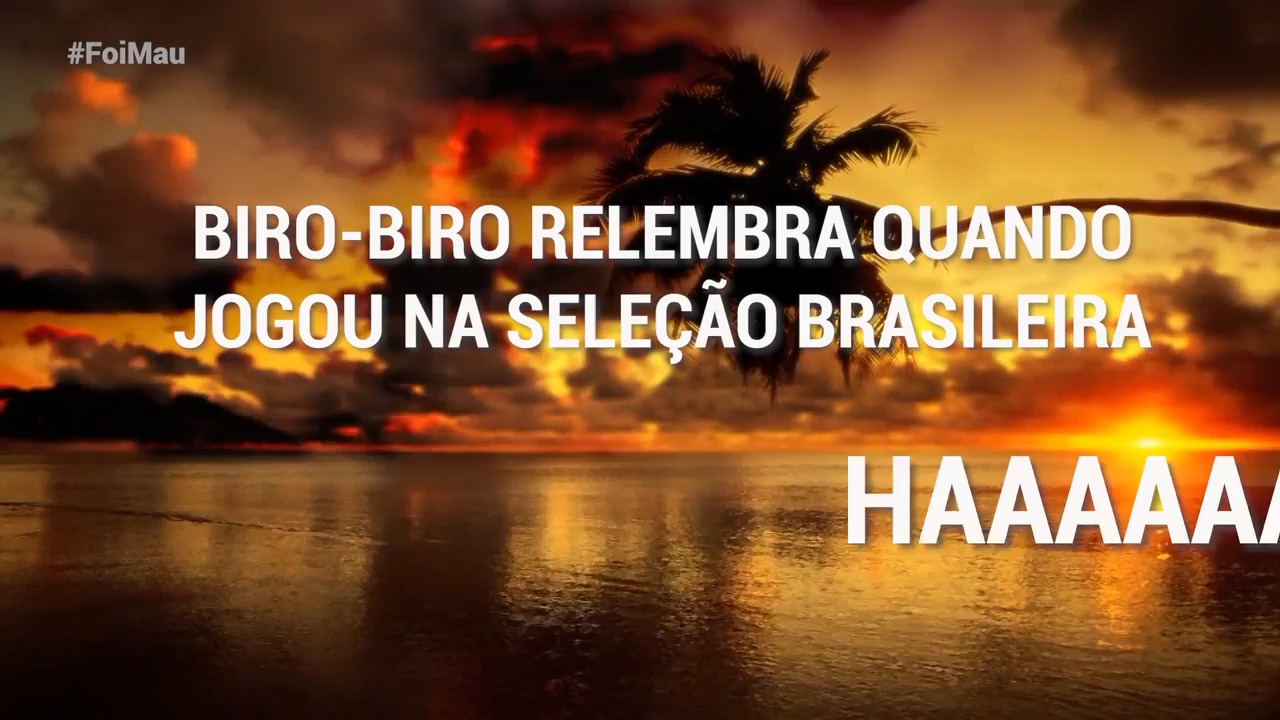 #FoiMau
BIRO-BIRO RELEMBRA QUANDO
JOGOU NA SELEÇÃO BRASILEIRA
HAAAAAA